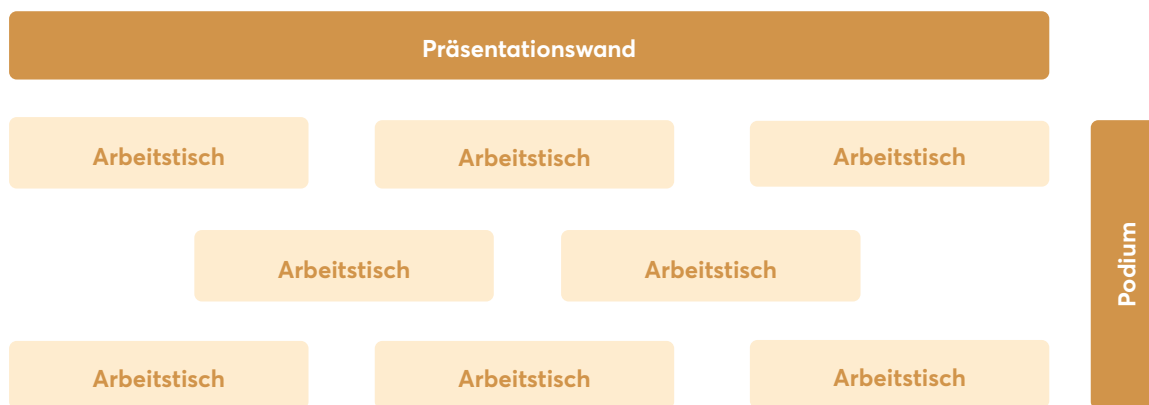 Präsentationswand
Arbeitstisch
Arbeitstisch
Arbeitstisch
Arbeitstisch
Arbeitstisch
Arbeitstisch
Arbeitstisch
Arbeitstisch
Podium